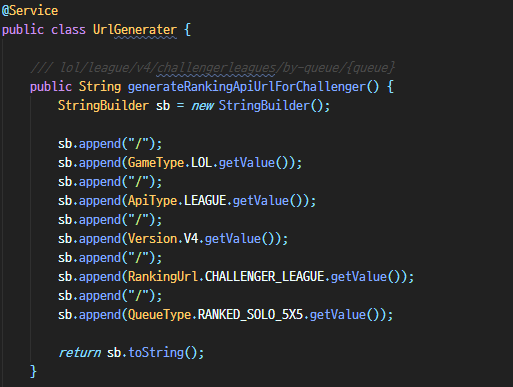 @Service
public class UrlGenerater {
/// lol/league/v4/challengerleagues/by-queue/{queue}
public String generateRankingApiUrlForChallenger() {
StringBuilder sb = new StringBuilder();
sb.append("/");
sb.append(GameType.LOL.getValue());
sb.append("/");
sb.append(ApiType.LEAGUE.getValue());
sb.append("/");
sb.append(Version.V4.getValue());
sb.append("/");
sb.append(RankingUrl.CHALLENGER_LEAGUE.getValue());
sb.append("/");
sb.append(QueueType.RANKED_SOLO_5X5.getValue());
return sb.toString();
}